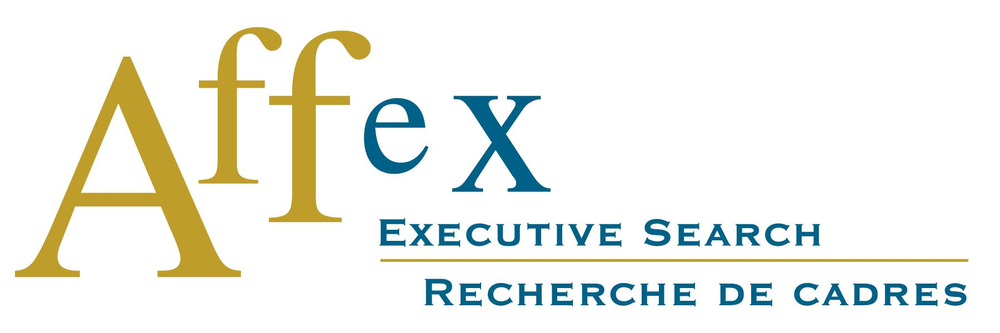 Affex
Executive Search
Recherche de cadres